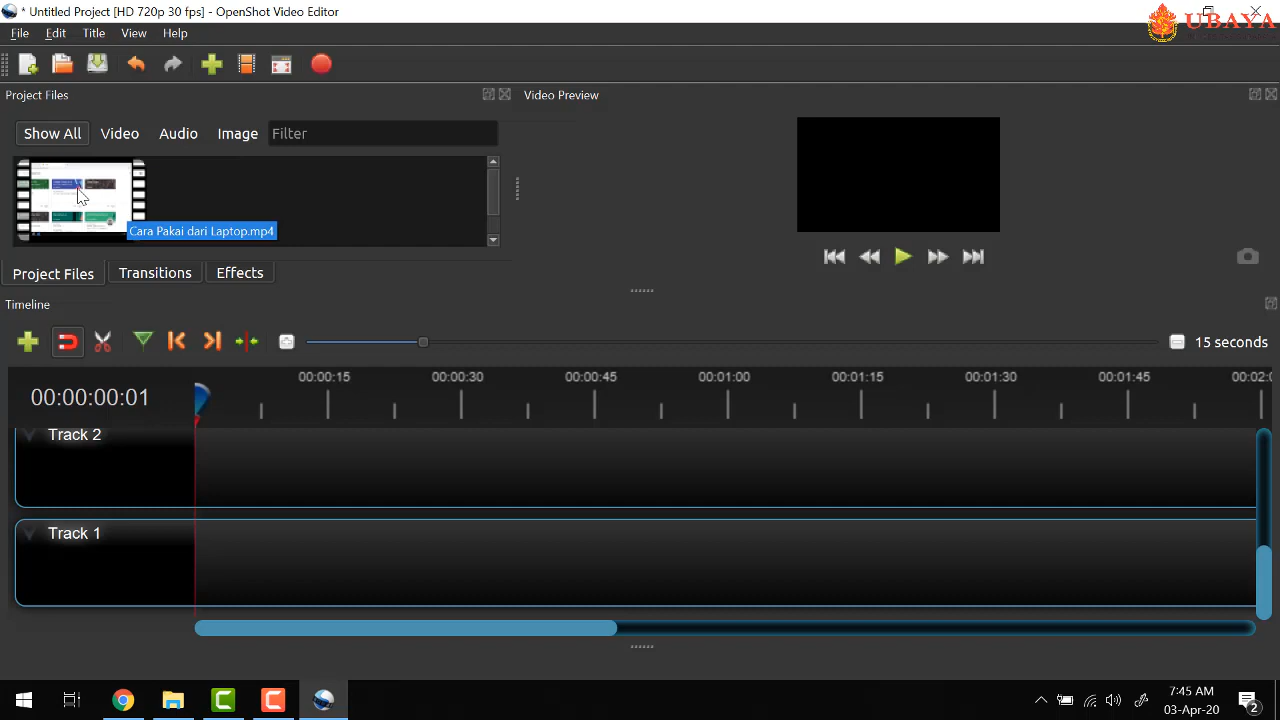 * Untitled Project [HD 720p 30 fps] - OpenShot Video Editor
UBAYA
File Edit Title View Help
Project Files
Video Preview
Show All Video Audio Image Filter
Cara Pakai dari Laptop.mp4
Project Files Transitions Effects
Timeline
15 seconds
00:00:00:01
00:00:15 00:00:30 00:00:45 00:01:00 00:01:15 00:01:30 00:01:45
Track 2
Track 1
7:45 AM
03-Apr-20
2